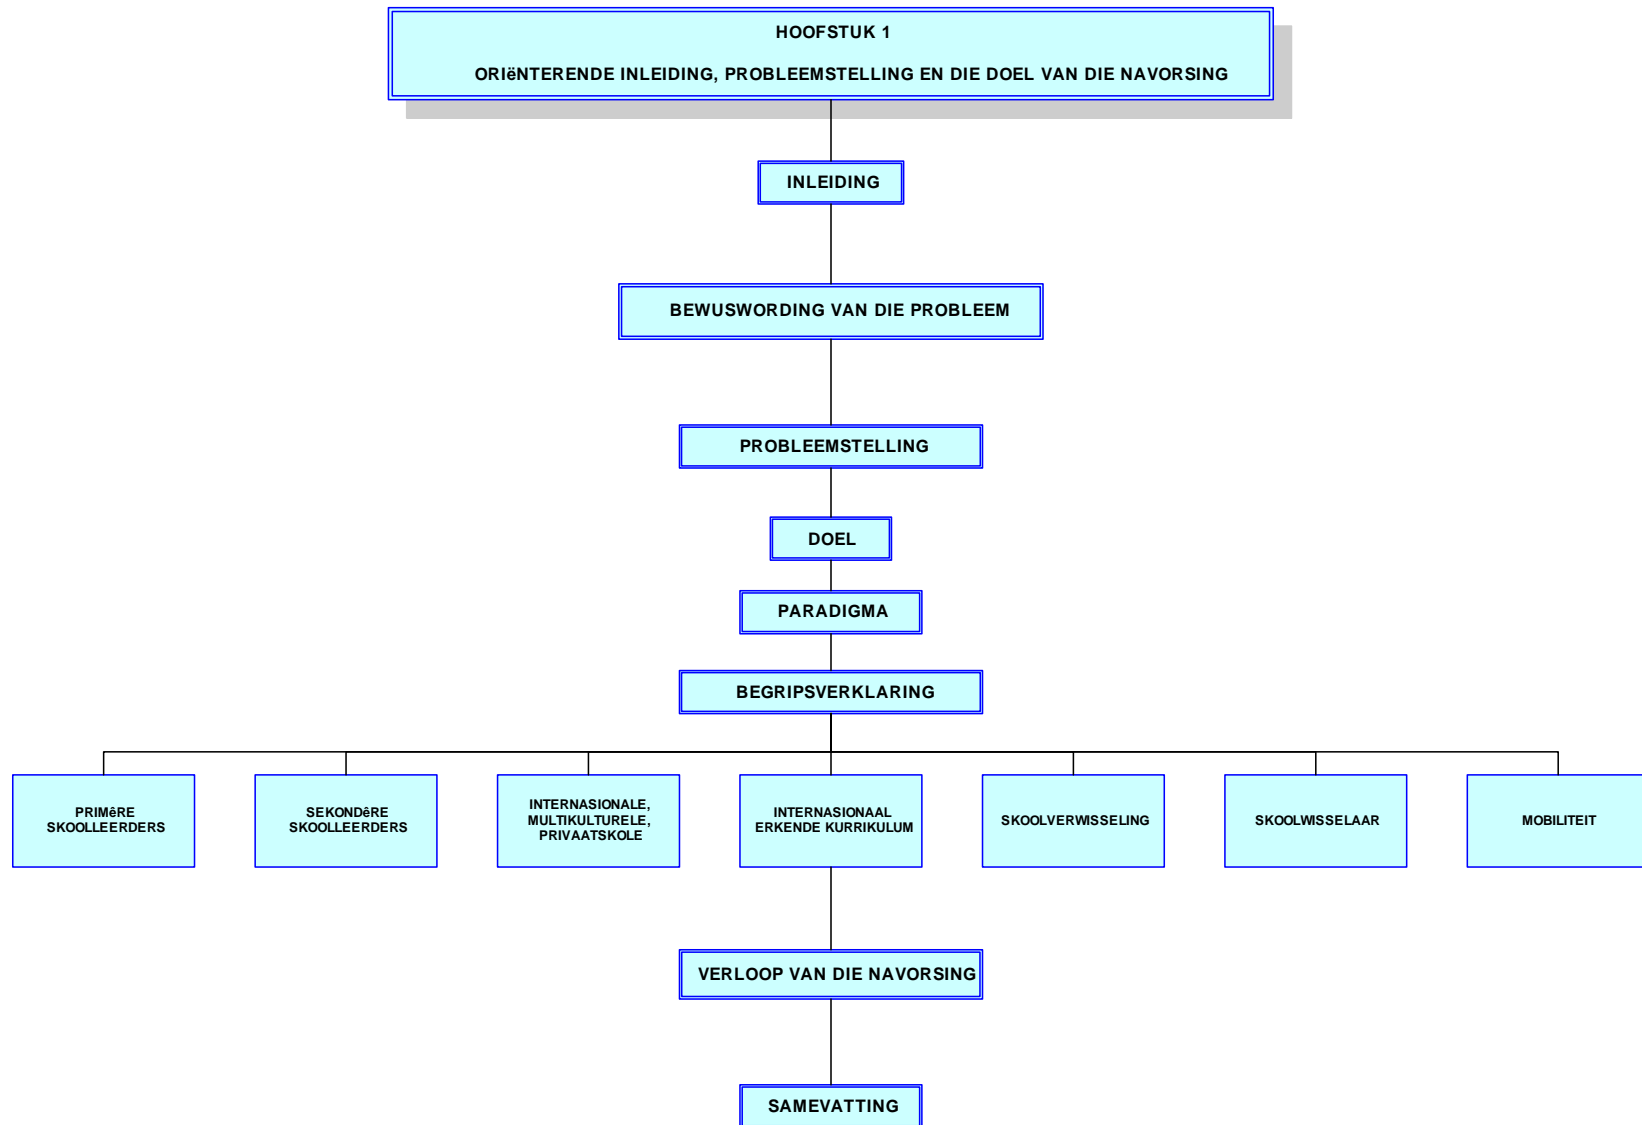 HOOFSTUK 1
ORIëNTERENDE INLEIDING, PROBLEEMSTELLING EN DIE DOEL VAN DIE NAVORSING
INLEIDING
BEWUSWORDING VAN DIE PROBLEEM
PROBLEEMSTELLING
DOEL
PARADIGMA
BEGRIPSVERKLARING
PRIMêRE
SKOOLLEERDERS
SEKONDêRE
SKOOLLEERDERS
INTERNASIONALE,
MULTIKULTURELE,
PRIVAATSKOLE
INTERNASIONAAL
ERKENDE KURRIKULUM
SKOOLVERWISSELING
SKOOLWISSELAAR
MOBILITEIT
VERLOOP VAN DIE NAVORSING
SAMEVATTING